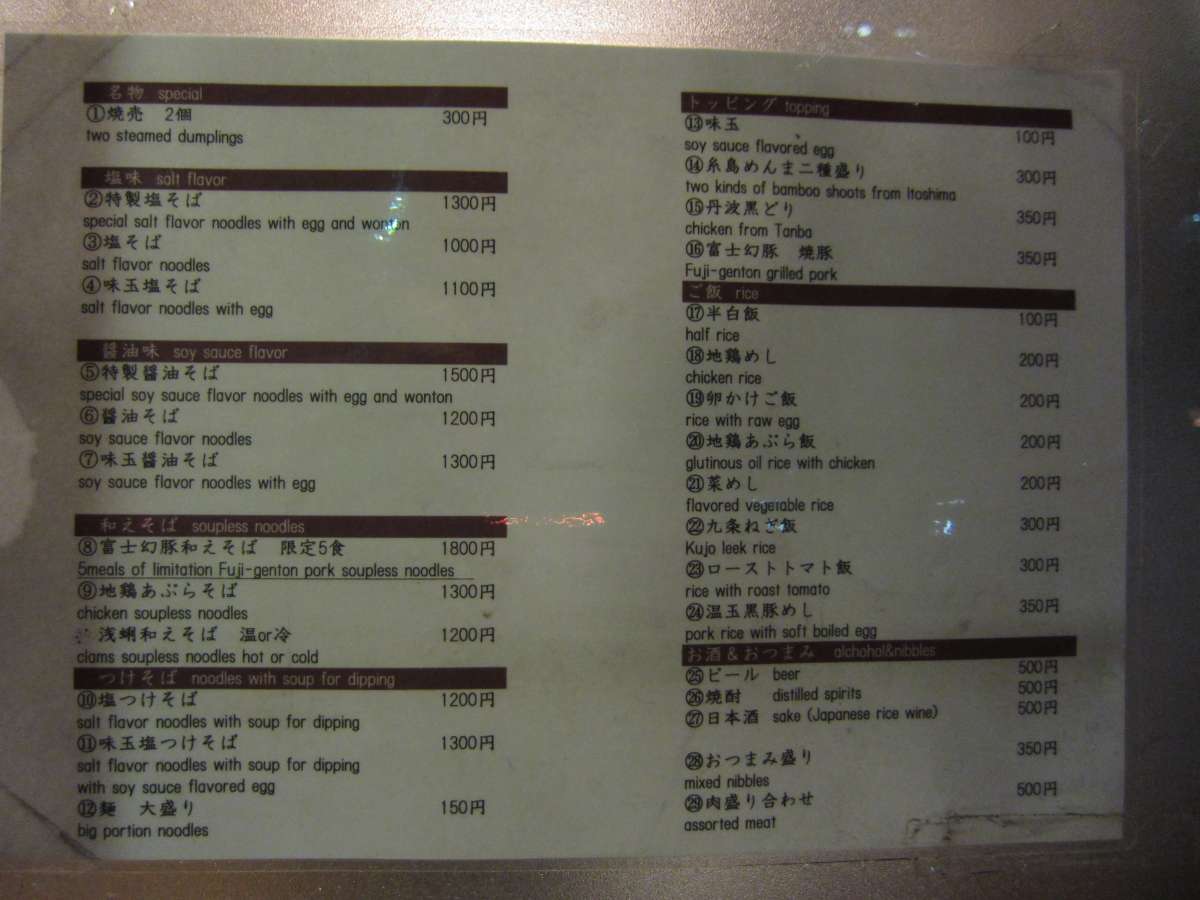 名物 special
①焼売 2個 300円
two steamed dumplings
塩味 salt flavor
②特製塩そば 1300円
special salt flavor noodles with egg and wonton
③塩そば 1000円
salt flavor noodles
④味玉塩そば 1100円
salt flavor noodles with egg
醤油味 soy sauce flavor
⑤特製醤油そば 1500円
special soy sauce flavor noodles with egg and wonton
⑥醤油そば 1200円
soy sauce flavor noodles
⑦味玉醤油そば 1300円
soy sauce flavor noodles with egg
和えそば soupless noodles
⑧富士幻豚和えそば 限定5食 1800円
5meals of limitation Fuji-genton pork soupless noodles
⑨地鶏あぶらそば 1300円
chicken soupless noodles
浅蜊和えそば 温or冷 1200円
clams soupless noodles hot or cold
つけそば noodles with soup for dipping
⑩塩つけそば 1200円
salt flavor noodles with soup for dipping
⑪味玉塩つけそば 1300円
salt flavor noodles with soup for dipping
with soy sauce flavored egg
⑫麺 大盛り 150円
big portion noodles
トッピング topping
⑬味玉 100円
soy sauce flavored egg
⑭糸島めんま二種盛り 300円
two kinds of bamboo shoots from Itoshima
⑮丹波黒どり 350円
chicken from Tanba
⑯富士幻豚 焼豚 350円
Fuji-genton grilled pork
ご飯 rice
⑰半白飯 100円
half rice
⑱地鶏めし 200円
chicken rice
⑲卵かけご飯 200円
rice with raw egg
⑳地鶏あぶら飯 200円
glutinous oil rice with chicken
㉑菜めし 200円
flavored vegetable rice
㉒九条ねぎ飯 300円
Kujo leek rice
㉓ローストトマト飯 300円
rice with roast tomato
㉔温玉黒豚めし 350円
pork rice with soft bailed egg
お酒&おつまみ alchohol&nibbles
㉕ビール beer 500円
㉖焼酎 distilled spirits 500円
㉗日本酒 sake (Japanese rice wine) 500円
㉘おつまみ盛り 350円
mixed nibbles
㉙肉盛り合わせ 500円
assorted meat